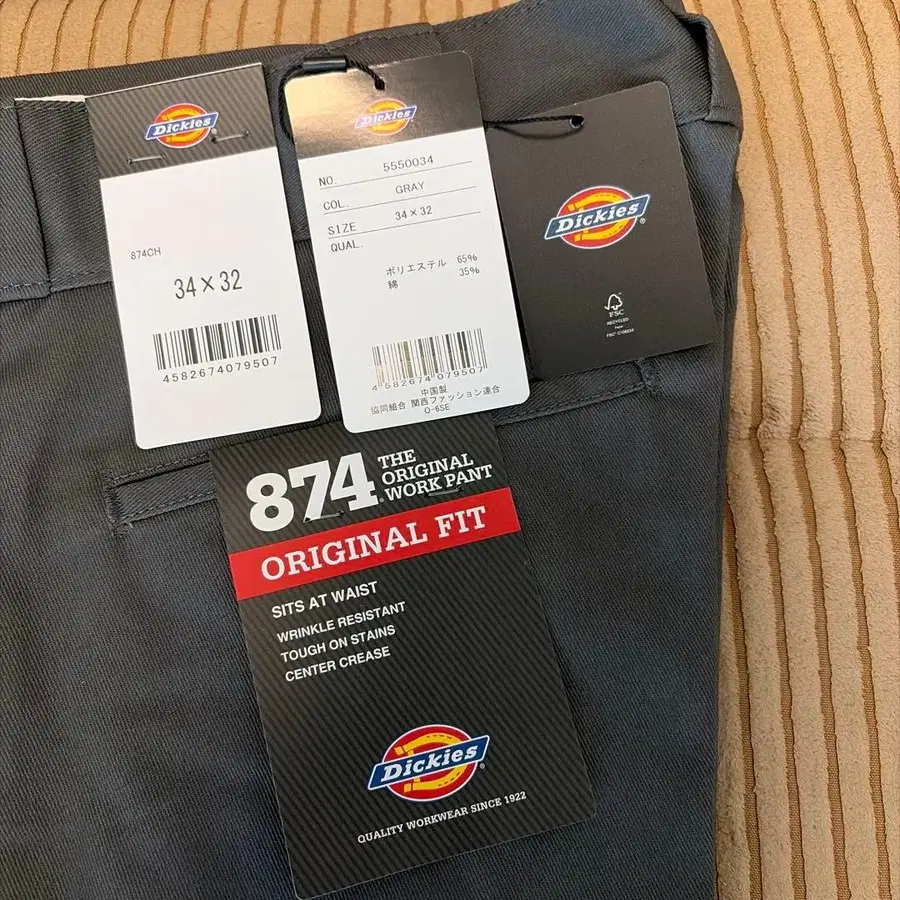 Dickies
874CH
34×32
4582674079507
Dickies
NO. 5550034
COL. GRAY
SIZE 34×32
QUAL.
ポリエステル 65%
綿 35%
4582674079507
中国製
協同組合 関西ファッション連合
O-6SE
Dickies
FSC
RECYCLED
874 THE ORIGINAL WORK PANT
ORIGINAL FIT
SITS AT WAIST
WRINKLE RESISTANT
TOUGH ON STAINS
CENTER CREASE
Dickies
QUALITY WORKWEAR SINCE 1922